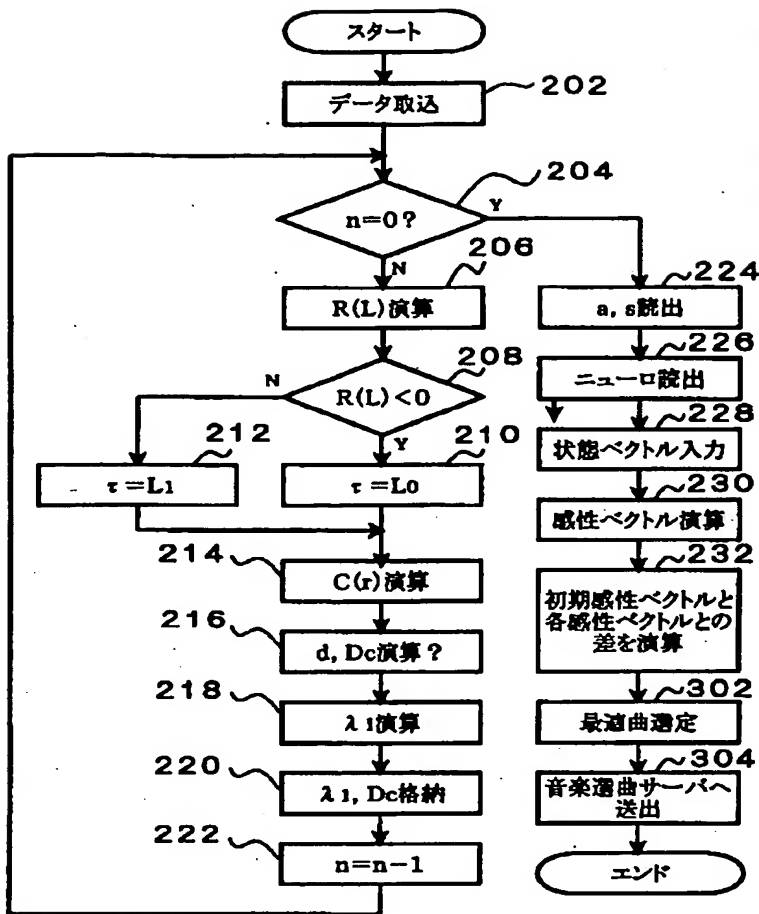 スタート
202
データ取込
204
n=0?
Y
N
206
R(L)演算
208
R(L)<0
N
Y
212
τ=L1
210
τ=L0
214
C(r)演算
216
d, Dc演算?
218
λ1演算
220
λ1, Dc格納
222
n=n-1
224
a, s読出
226
ニューロ読出
228
状態ベクトル入力
230
感性ベクトル演算
232
初期感性ベクトルと
各感性ベクトルとの
差を演算
302
最適曲選定
304
音楽選曲サーバへ
送出
エンド